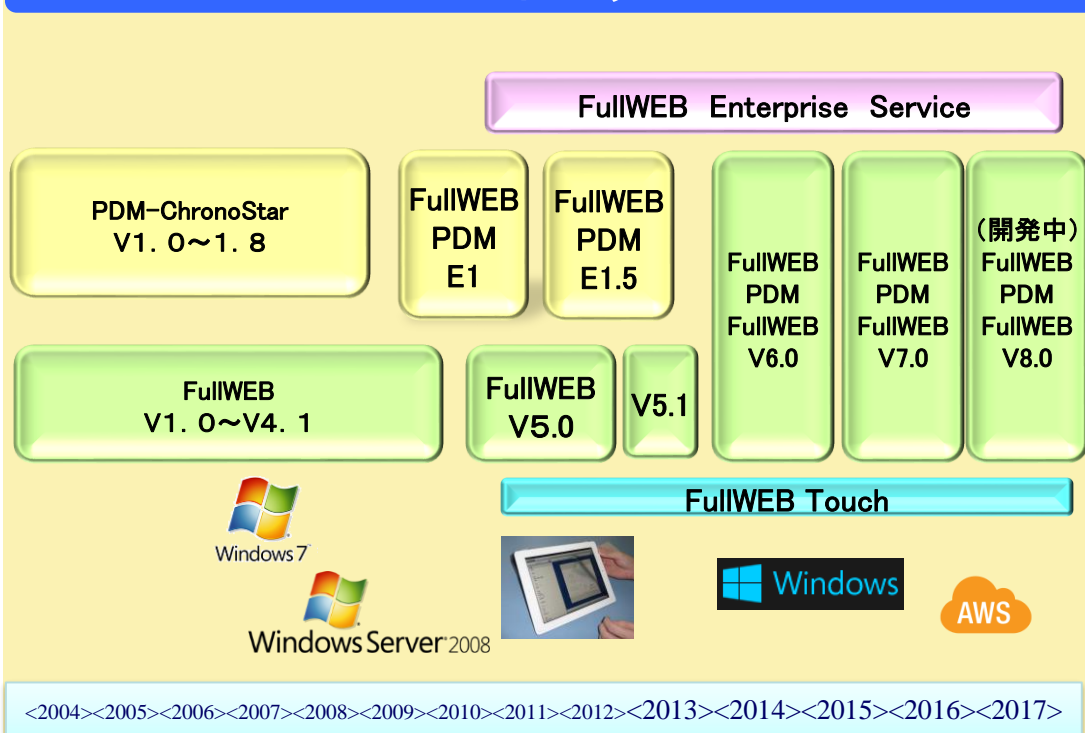 FullWEB Enterprise Service
PDM-ChronoStar
V1．0～1．8
FullWEB
PDM
E1
FullWEB
PDM
E1.5
FullWEB
PDM
FullWEB
V6.0
FullWEB
PDM
FullWEB
V7.0
（開発中）
FullWEB
PDM
FullWEB
V8.0
FullWEB
V1．0～V4．1
FullWEB
V5.0
V5.1
FullWEB Touch
Windows 7
Windows Server 2008
Windows
AWS
<2004><2005><2006><2007><2008><2009><2010><2011><2012><2013><2014><2015><2016><2017>